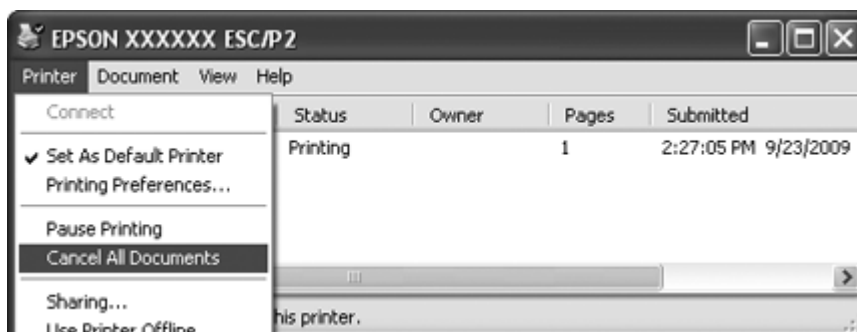 EPSON XXXXXX ESC/P2
Printer Document View Help
Connect
Status Owner Pages Submitted
Set As Default Printer
Printing 1 2:27:05 PM 9/23/2009
Printing Preferences...
Pause Printing
Cancel All Documents
Sharing...
his printer.
Use Printer Offline